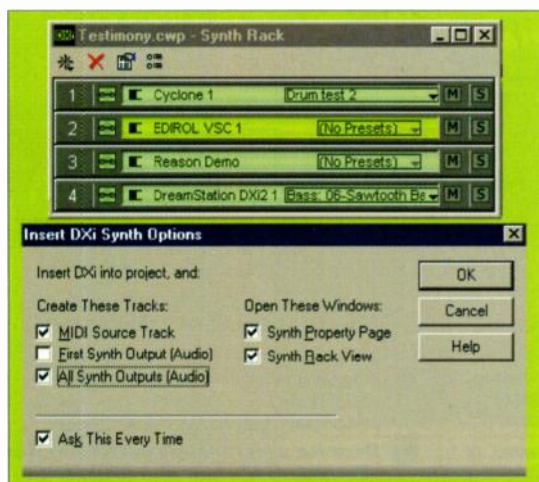 DXi Testimony.cwp - Synth Rack
1 Cyclone 1 Drum test 2 M S
2 EDIROL VSC 1 (No Presets) M S
3 Reason Demo (No Presets) M S
4 DreamStation DXi2 1 Bass: 06-Sawtooth Ba M S
Insert DXi Synth Options
Insert DXi into project, and:
Create These Tracks:
MIDI Source Track
First Synth Output (Audio)
All Synth Outputs (Audio)
Open These Windows:
Synth Property Page
Synth Rack View
OK
Cancel
Help
Ask This Every Time